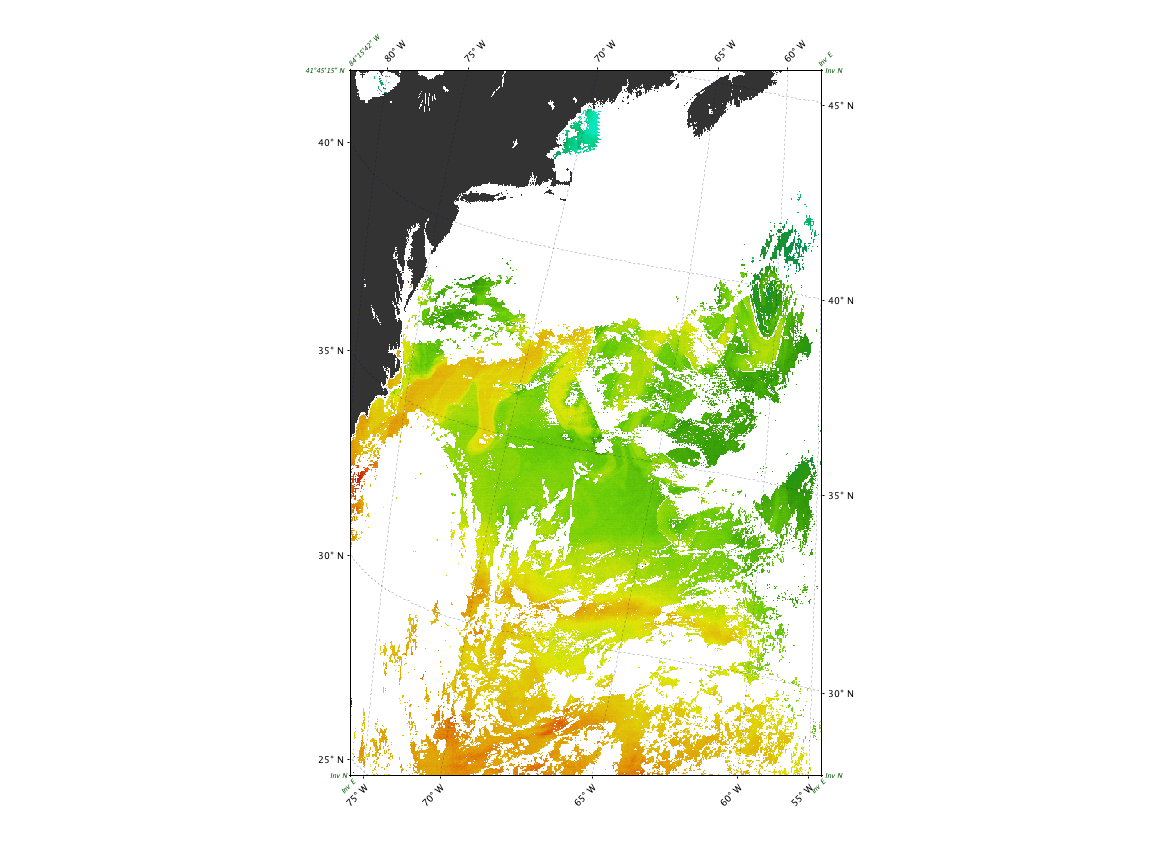 84°15'42" W
80° W
75° W
70° W
65° W
60° W
Inv E
41°45'15" N
Inv N
45° N
40° N
40° N
35° N
35° N
30° N
30° N
25° N
Inv N
Inv N
Inv E
75° W
70° W
65° W
60° W
55° W
Inv E